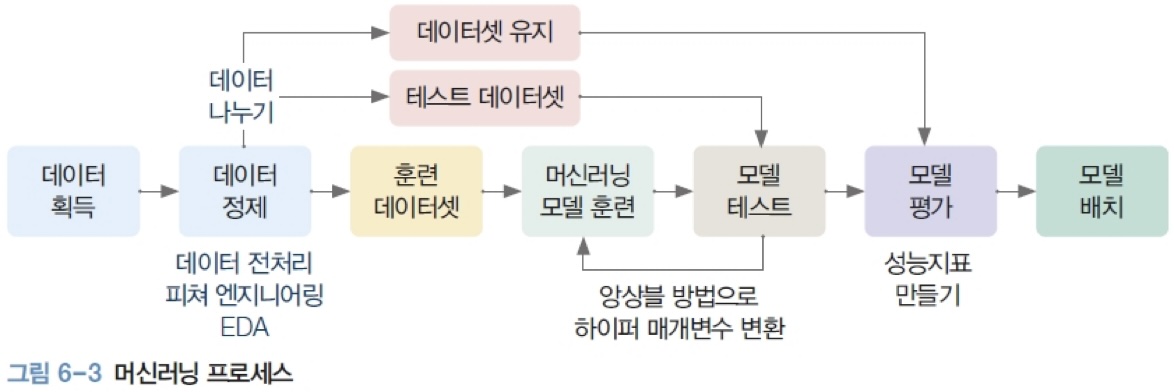 데이터셋 유지
데이터
나누기
테스트 데이터셋
데이터
획득
데이터
정제
훈련
데이터셋
머신러닝
모델 훈련
모델
테스트
모델
평가
모델
배치
데이터 전처리
피쳐 엔지니어링
EDA
앙상블 방법으로
하이퍼 매개변수 변환
성능지표
만들기
그림 6-3 머신러닝 프로세스